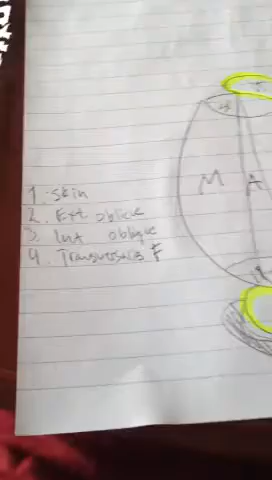 1. Skin
2. Ext oblique
3. Int oblique
4. Transversalis F
M A